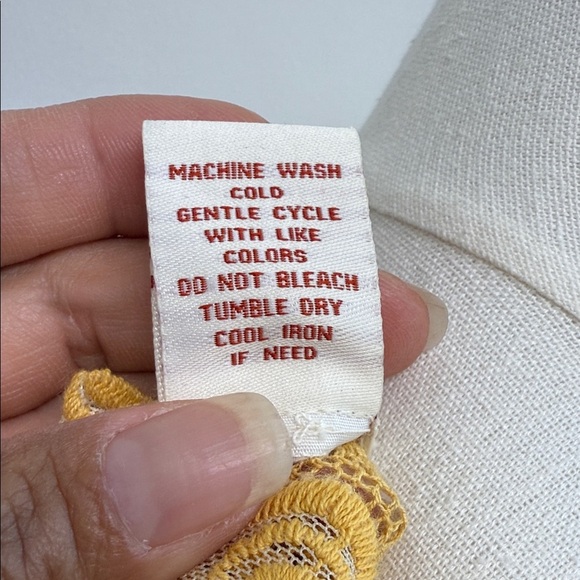 MACHINE WASH
COLD
GENTLE CYCLE
WITH LIKE
COLORS
DO NOT BLEACH
TUMBLE DRY
COOL IRON
IF NEED